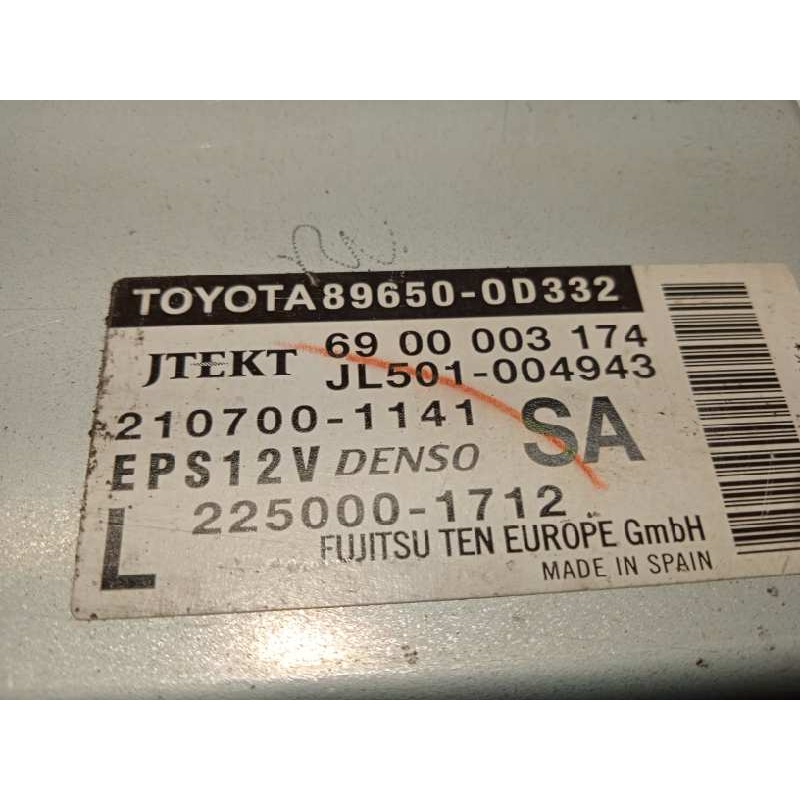 TOYOTA 89650-0D332
JTEKT 69 00 003 174
JL501-004943
210700-1141 SA
EPS12V DENSO
L 225000-1712
FUJITSU TEN EUROPE GmbH
MADE IN SPAIN